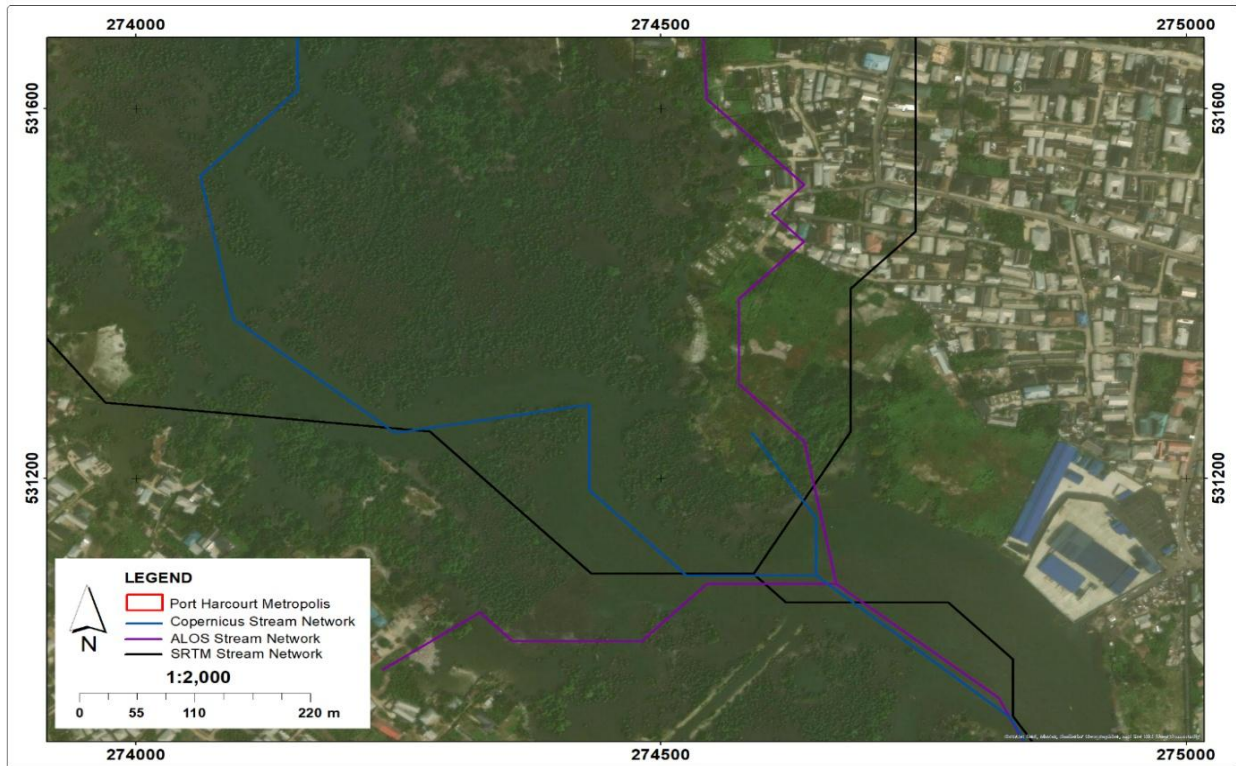 274000 274500 275000
531600 531600
531200 531200
LEGEND
Port Harcourt Metropolis
Copernicus Stream Network
ALOS Stream Network
SRTM Stream Network
N
1:2,000
0 55 110 220 m
274000 274500 275000